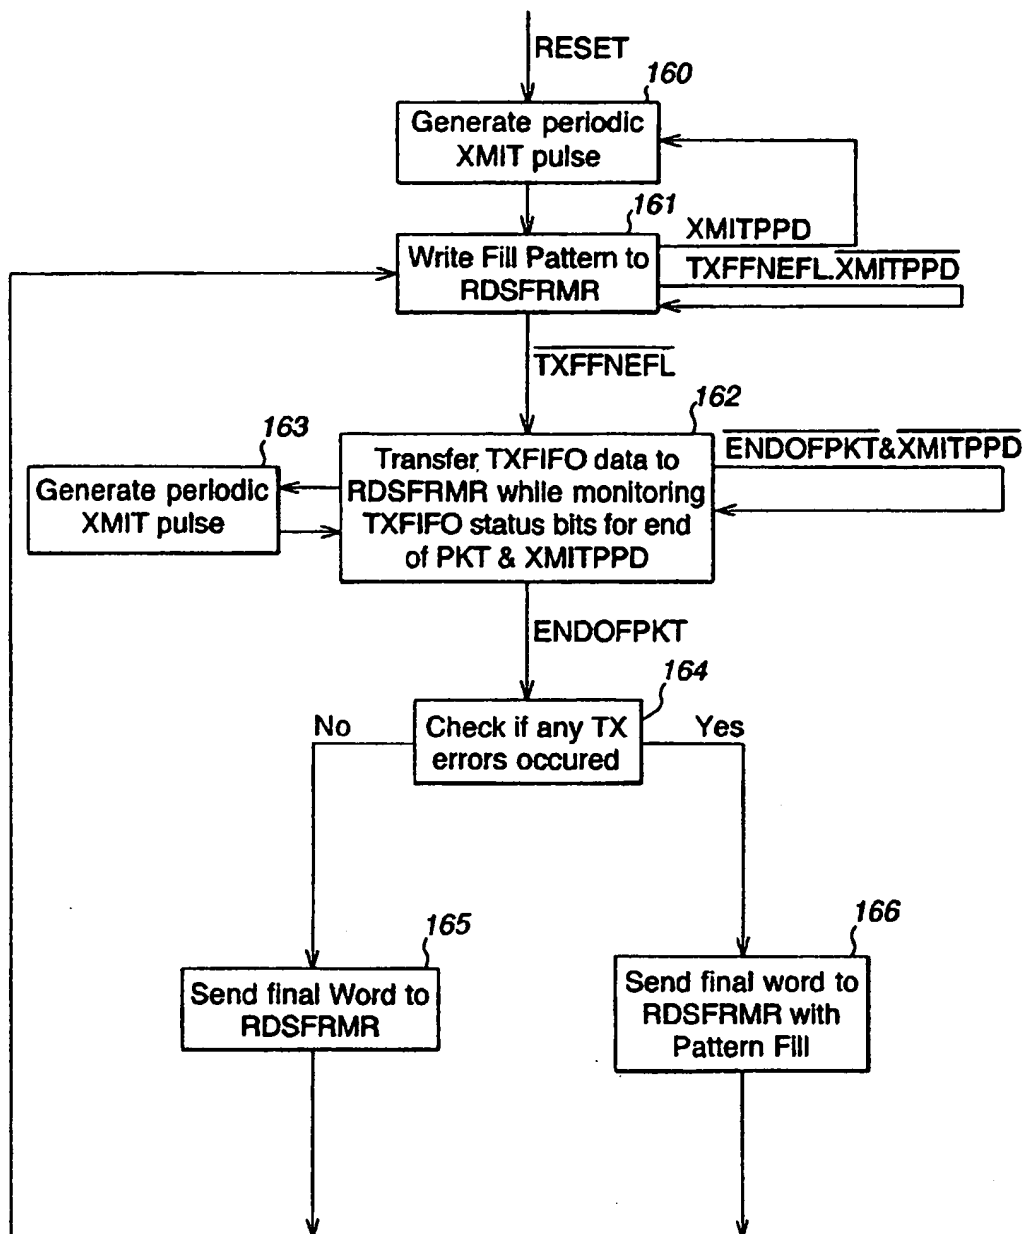 RESET
160
Generate periodic
XMIT pulse
161
XMITPPD
Write Fill Pattern to
RDSFRMR
TXFFNEFL.XMITPPD
TXFFNEFL
162
163
ENDOFPKT&XMITPPD
Transfer TXFIFO data to
RDSFRMR while monitoring
TXFIFO status bits for end
of PKT & XMITPPD
Generate periodic
XMIT pulse
ENDOFPKT
164
No
Check if any TX
errors occured
Yes
165
166
Send final Word to
RDSFRMR
Send final word to
RDSFRMR with
Pattern Fill